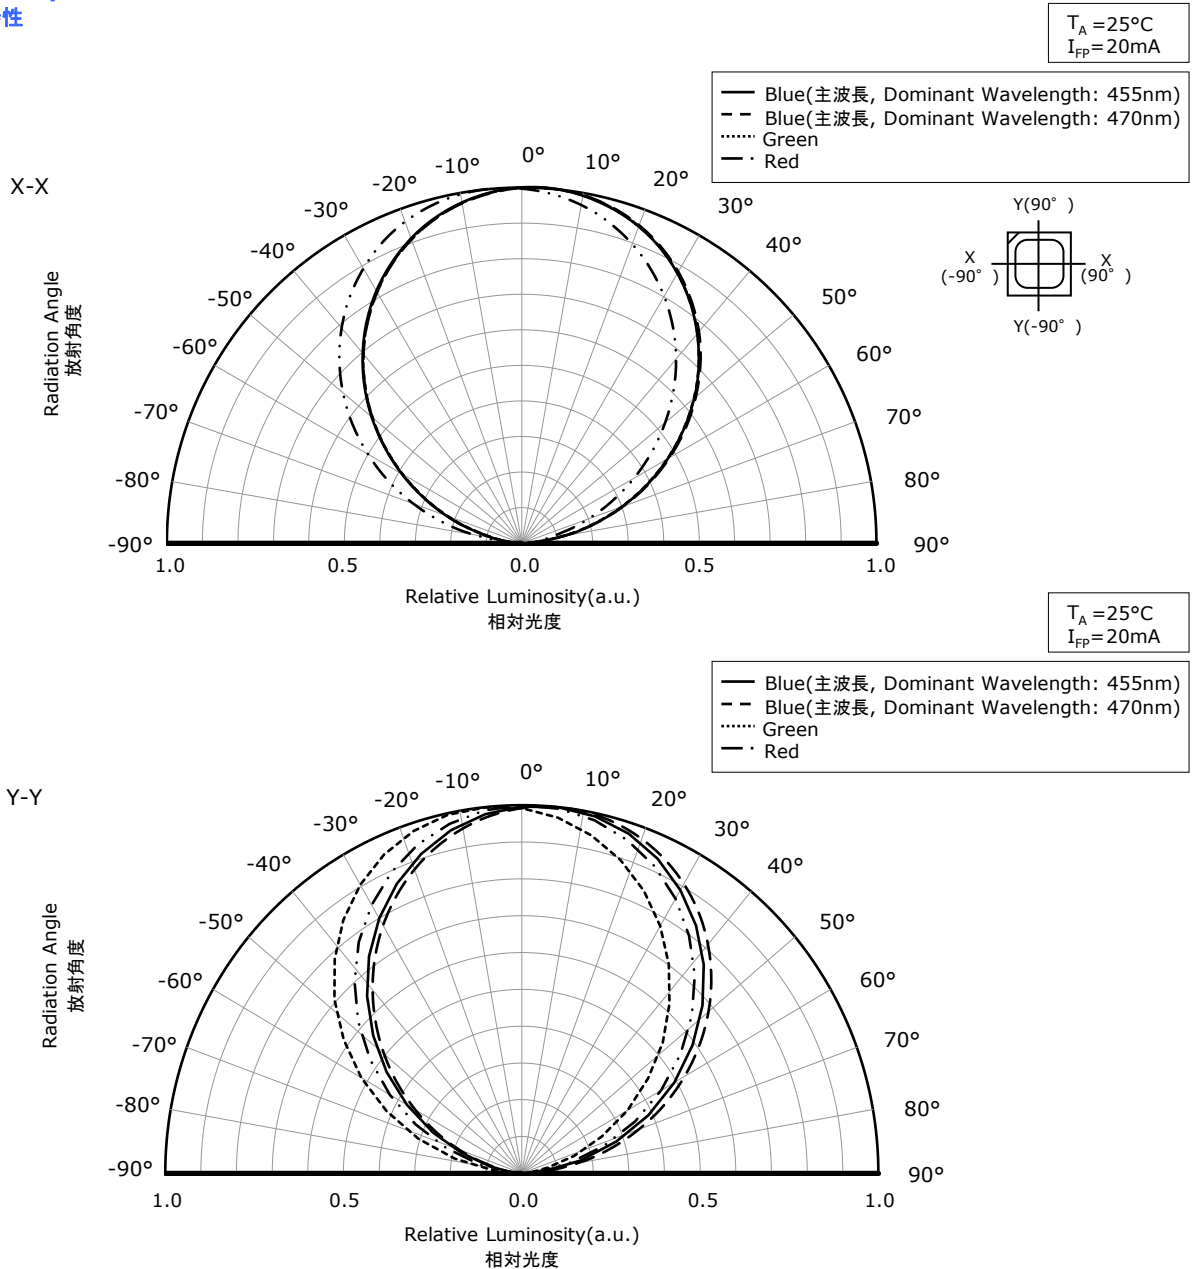 性
TA =25°C
IFP=20mA
Blue(主波長, Dominant Wavelength: 455nm)
Blue(主波長, Dominant Wavelength: 470nm)
Green
Red
X-X
-90°
-80°
-70°
-60°
-50°
-40°
-30°
-20°
-10°
0°
10°
20°
30°
40°
50°
60°
70°
80°
90°
Radiation Angle
放射角度
Y(90°)
X
(-90°)
X
(90°)
Y(-90°)
1.0 0.5 0.0 0.5 1.0
Relative Luminosity(a.u.)
相対光度
TA =25°C
IFP=20mA
Blue(主波長, Dominant Wavelength: 455nm)
Blue(主波長, Dominant Wavelength: 470nm)
Green
Red
Y-Y
-90°
-80°
-70°
-60°
-50°
-40°
-30°
-20°
-10°
0°
10°
20°
30°
40°
50°
60°
70°
80°
90°
Radiation Angle
放射角度
1.0 0.5 0.0 0.5 1.0
Relative Luminosity(a.u.)
相対光度